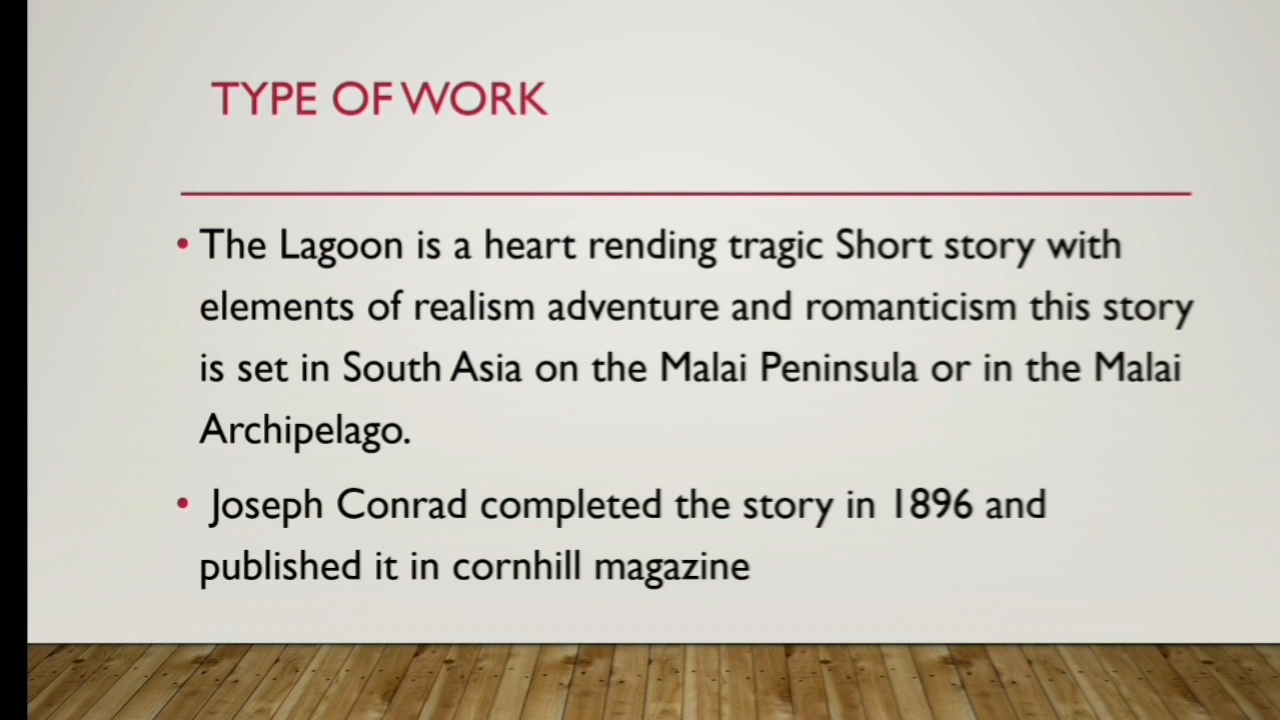 TYPE OF WORK
• The Lagoon is a heart rending tragic Short story with
elements of realism adventure and romanticism this story
is set in South Asia on the Malai Peninsula or in the Malai
Archipelago.
• Joseph Conrad completed the story in 1896 and
published it in cornhill magazine